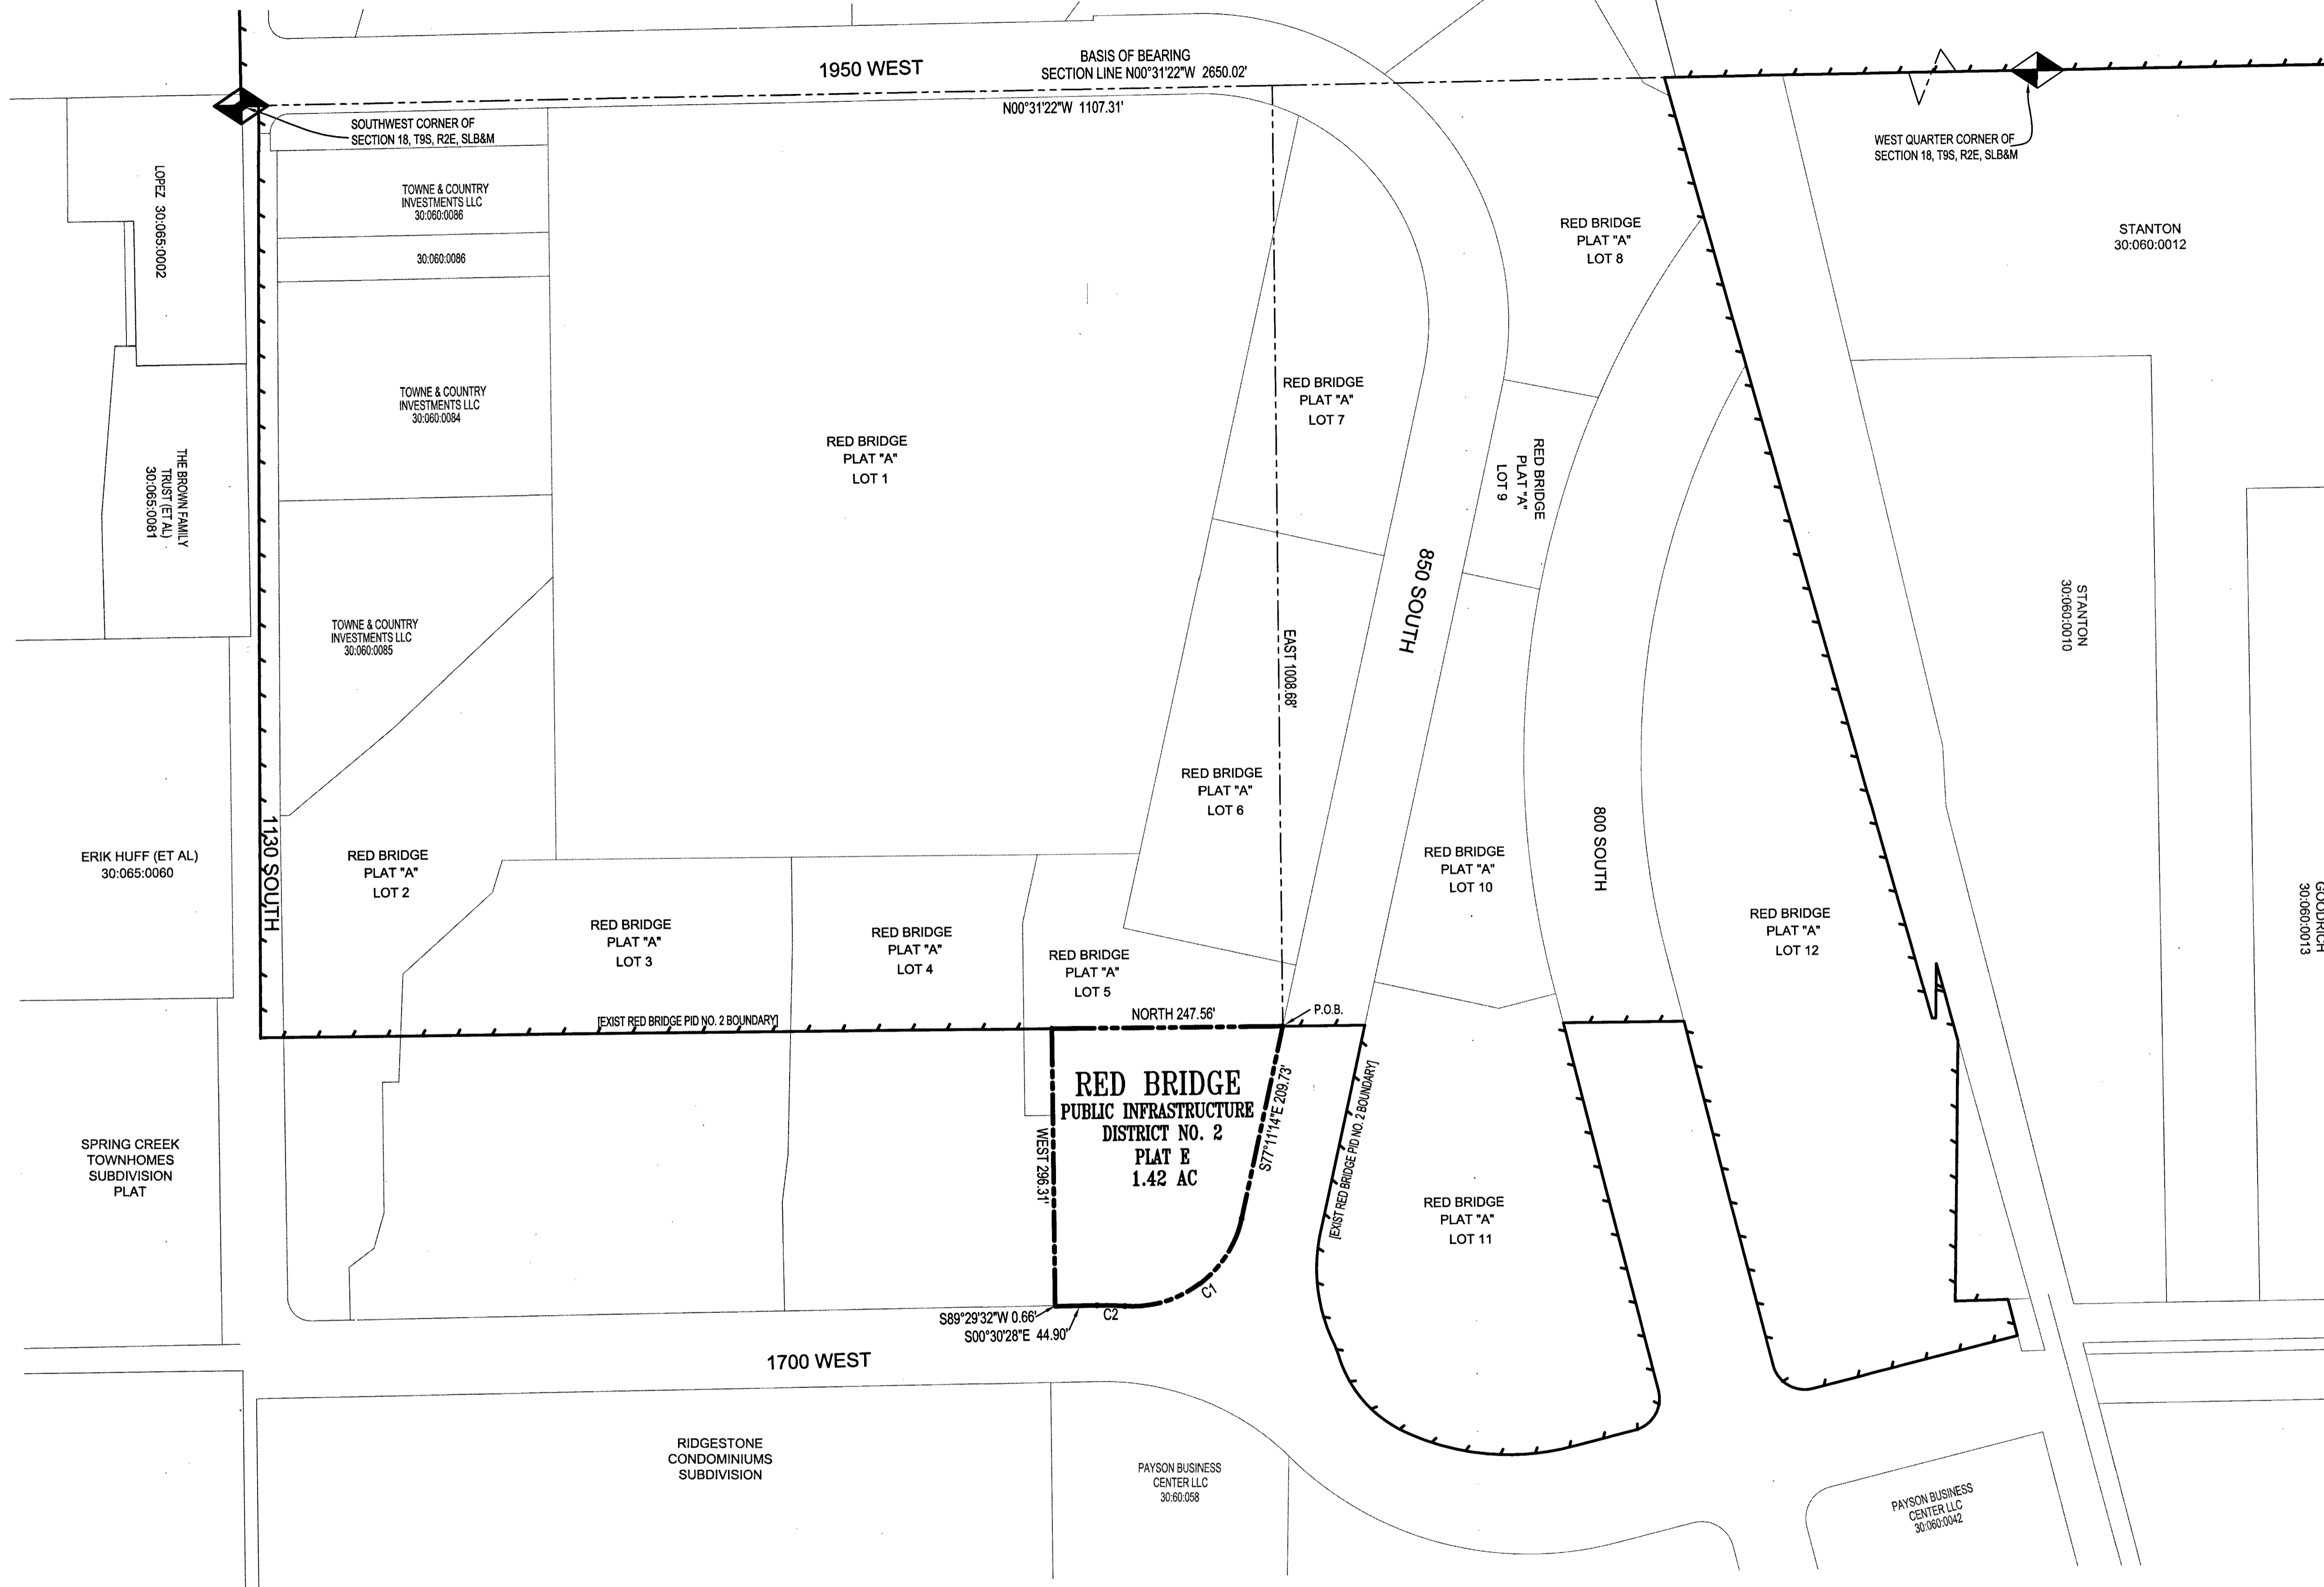 1950 WEST
BASIS OF BEARING
SECTION LINE N00°31'22"W 2650.02'
N00°31'22"W 1107.31'
SOUTHWEST CORNER OF
SECTION 18, T9S, R2E, SLB&M
WEST QUARTER CORNER OF
SECTION 18, T9S, R2E, SLB&M
LOPEZ 30:065:0002
TOWNE & COUNTRY
INVESTMENTS LLC
30:060:0086
30:060:0086
RED BRIDGE
PLAT "A"
LOT 8
STANTON
30:060:0012
TOWNE & COUNTRY
INVESTMENTS LLC
30:060:0084
RED BRIDGE
PLAT "A"
LOT 7
RED BRIDGE
PLAT "A"
LOT 1
RED BRIDGE
PLAT "A"
LOT 9
THE BROWN FAMILY
TRUST (ET AL)
30:065:0081
850 SOUTH
STANTON
30:060:0010
TOWNE & COUNTRY
INVESTMENTS LLC
30:060:0085
EAST 1008.68'
RED BRIDGE
PLAT "A"
LOT 6
1130 SOUTH
800 SOUTH
ERIK HUFF (ET AL)
30:065:0060
RED BRIDGE
PLAT "A"
LOT 2
RED BRIDGE
PLAT "A"
LOT 10
GOODRICH
30:060:0013
RED BRIDGE
PLAT "A"
LOT 3
RED BRIDGE
PLAT "A"
LOT 4
RED BRIDGE
PLAT "A"
LOT 5
RED BRIDGE
PLAT "A"
LOT 12
[EXIST RED BRIDGE PID NO. 2 BOUNDARY]
NORTH 247.56'
P.O.B.
RED BRIDGE
PUBLIC INFRASTRUCTURE
DISTRICT NO. 2
PLAT E
1.42 AC
WEST 296.31'
S77°11'14"E 209.73'
[EXIST RED BRIDGE PID NO. 2 BOUNDARY]
SPRING CREEK
TOWNHOMES
SUBDIVISION
PLAT
RED BRIDGE
PLAT "A"
LOT 11
C1
C2
S89°29'32"W 0.66'
S00°30'28"E 44.90'
1700 WEST
RIDGESTONE
CONDOMINIUMS
SUBDIVISION
PAYSON BUSINESS
CENTER LLC
30:60:058
PAYSON BUSINESS
CENTER LLC
30:060:0042